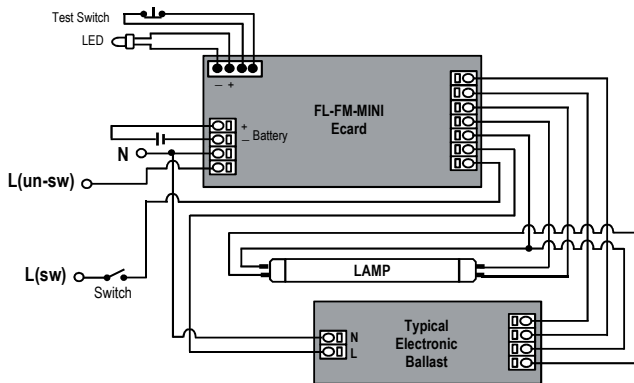 Test Switch
LED
– +
FL-FM-MINI
Ecard
+
– Battery
N
L(un-sw)
L(sw)
Switch
LAMP
N
L
Typical
Electronic
Ballast